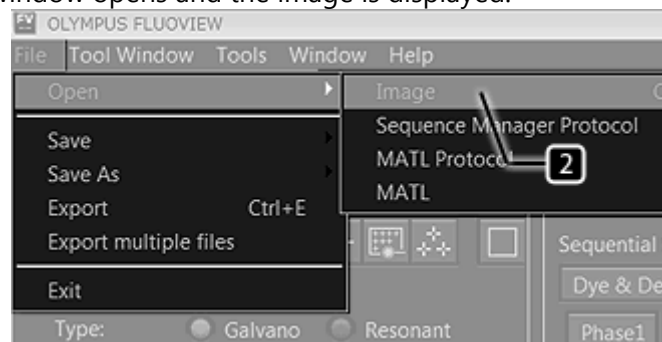 window opens and the image is displayed.
OLYMPUS FLUOVIEW
File Tool Window Tools Window Help
Open
Image
Sequence Manager Protocol
MATL Protocol
2
MATL
Save
Save As
Export Ctrl+E
Export multiple files
Exit
Sequential
Dye & De
Type: Galvano Resonant
Phase1